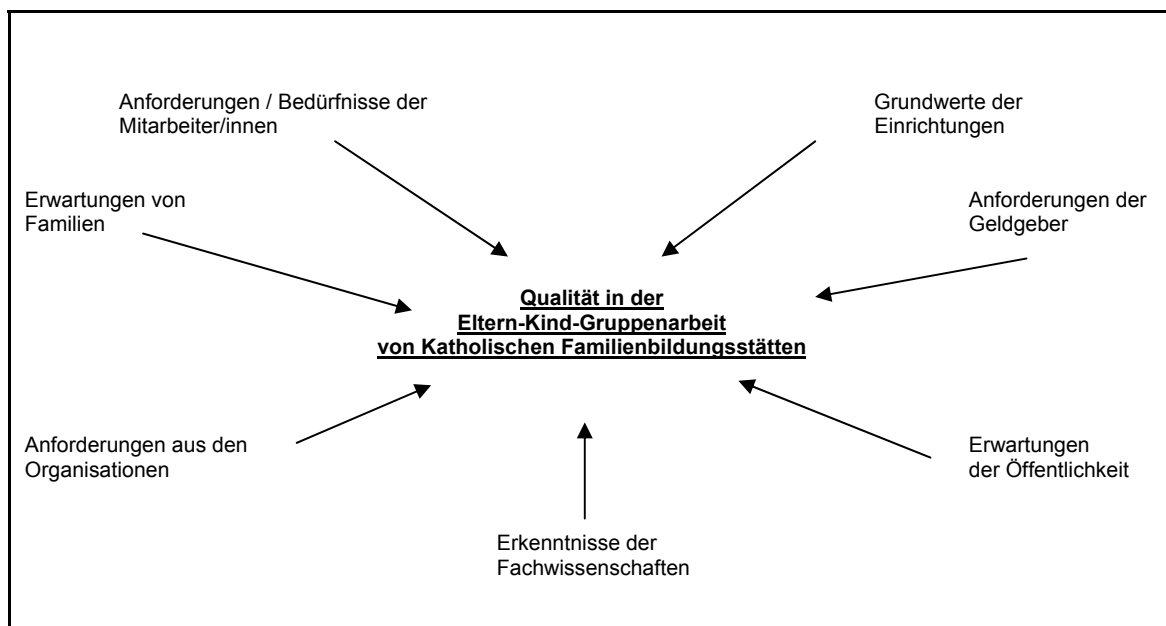 Anforderungen / Bedürfnisse der
Mitarbeiter/innen
Grundwerte der
Einrichtungen
Erwartungen von
Familien
Anforderungen der
Geldgeber
Qualität in der
Eltern-Kind-Gruppenarbeit
von Katholischen Familienbildungsstätten
Anforderungen aus den
Organisationen
Erwartungen
der Öffentlichkeit
Erkenntnisse der
Fachwissenschaften